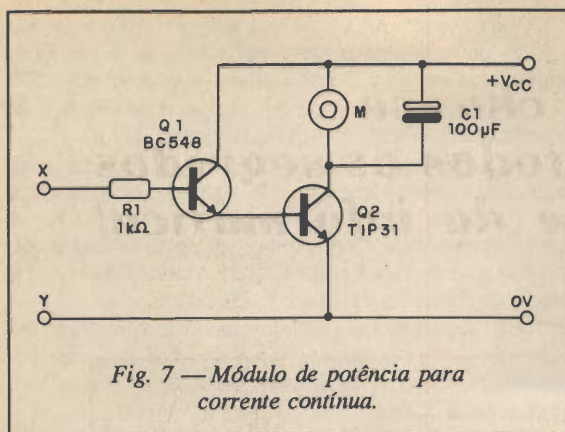 +VCC
M
C1
100µF
Q1
BC548
X
R1
1kΩ
Q2
TIP31
Y
0V
Fig. 7 — Módulo de potência para
corrente contínua.